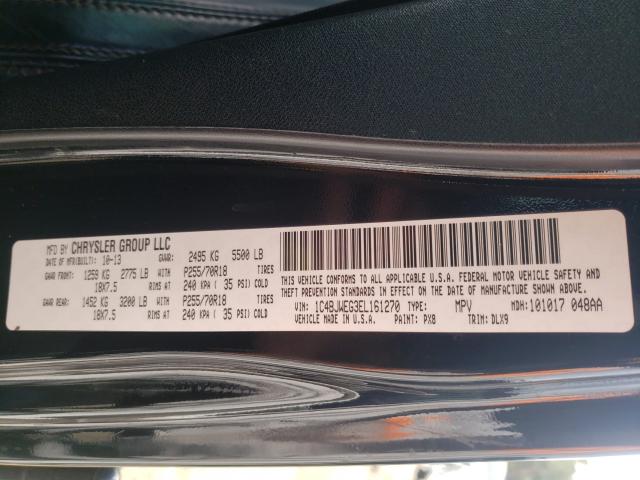 MFD BY CHRYSLER GROUP LLC
DATE OF MFR(BUILT): 10-13 GVWR: 2495 KG 5500 LB
GAWR FRONT: 1259 KG 2775 LB WITH P255/70R18 TIRES
18X7.5 RIMS AT 240 KPA ( 35 PSI) COLD
GAWR REAR: 1452 KG 3200 LB WITH P255/70R18 TIRES
18X7.5 RIMS AT 240 KPA ( 35 PSI) COLD
THIS VEHICLE CONFORMS TO ALL APPLICABLE U.S.A. FEDERAL MOTOR VEHICLE SAFETY AND
THEFT PREVENTION STANDARDS IN EFFECT ON THE DATE OF MANUFACTURE SHOWN ABOVE.
VIN: 1C4BJWEG3EL161270 TYPE: MPV MDH:101017 048AA
VEHICLE MADE IN U.S.A. PAINT: PX8 TRIM: DLX9